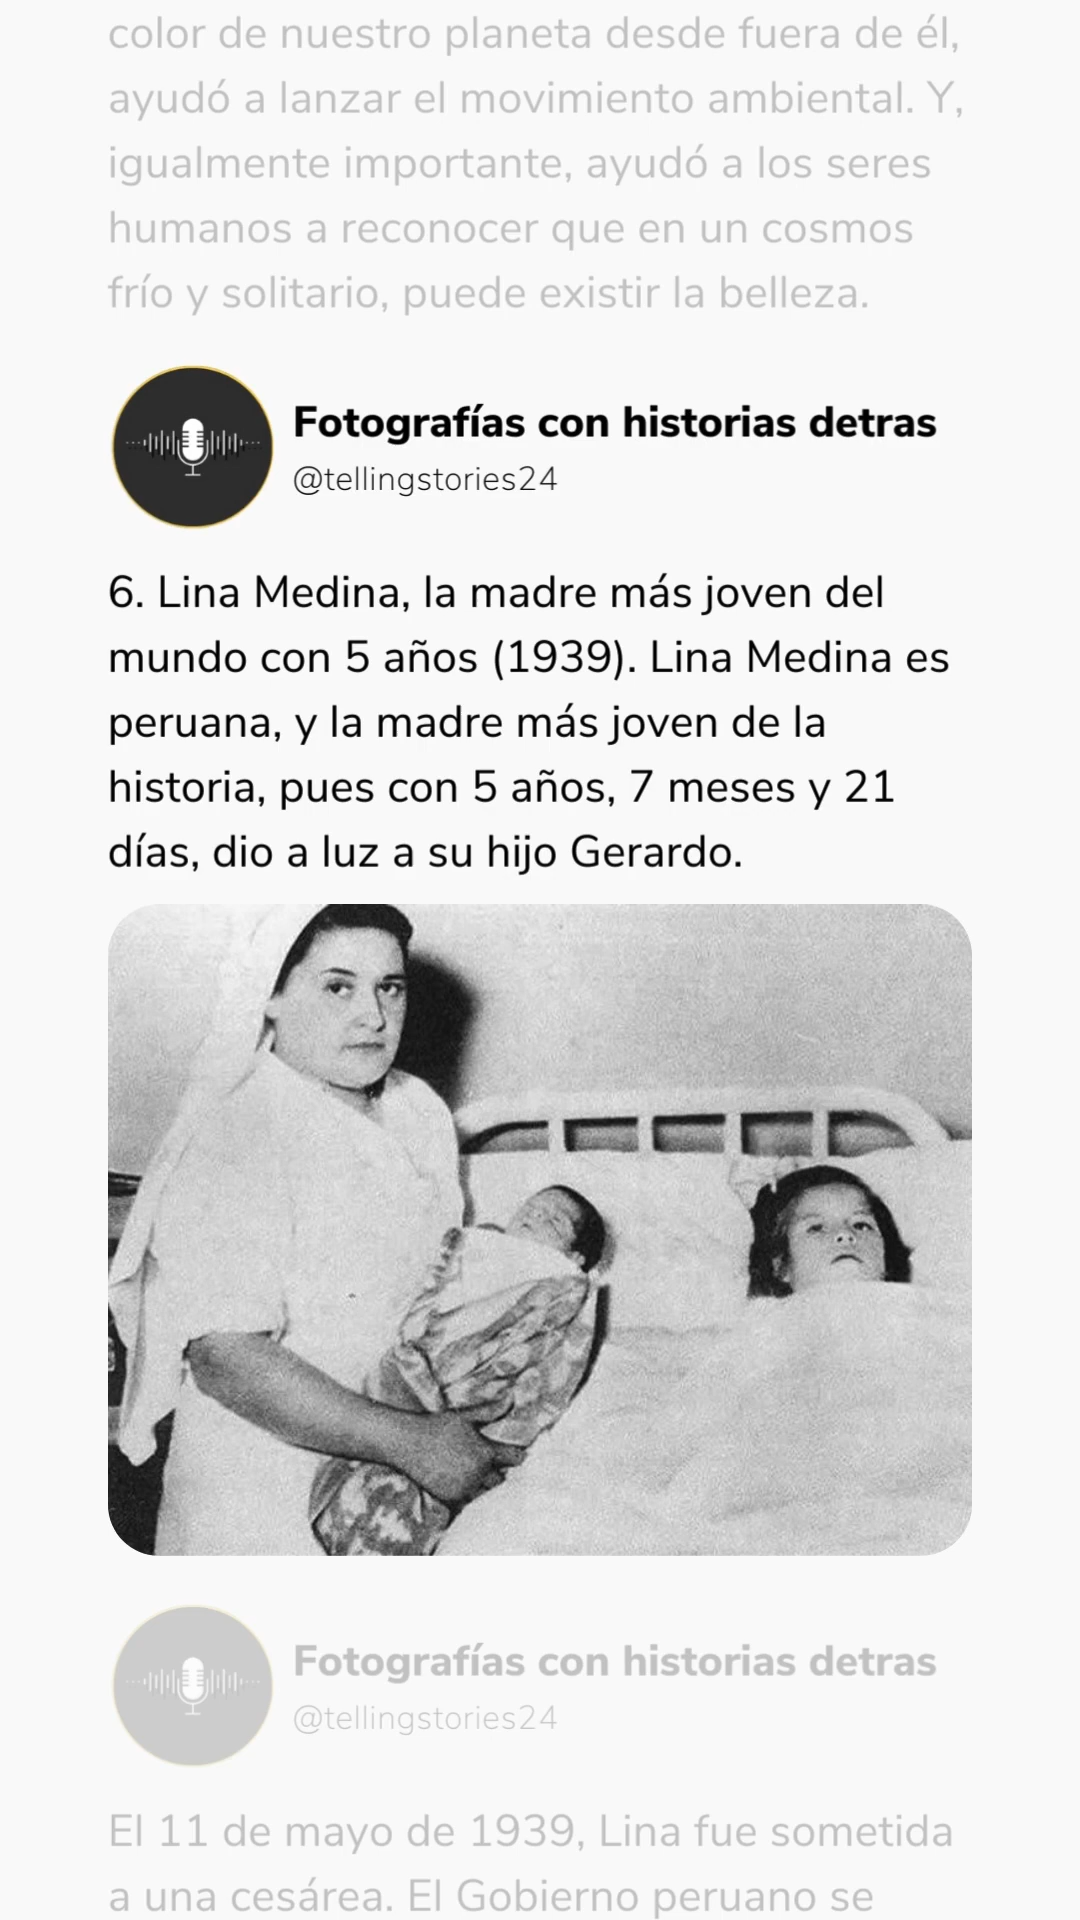 color de nuestro planeta desde fuera de él,
ayudó a lanzar el movimiento ambiental. Y,
igualmente importante, ayudó a los seres
humanos a reconocer que en un cosmos
frío y solitario, puede existir la belleza.
Fotografías con historias detras
@tellingstories24
6. Lina Medina, la madre más joven del
mundo con 5 años (1939). Lina Medina es
peruana, y la madre más joven de la
historia, pues con 5 años, 7 meses y 21
días, dio a luz a su hijo Gerardo.
Fotografías con historias detras
@tellingstories24
El 11 de mayo de 1939, Lina fue sometida
a una cesárea. El Gobierno peruano se